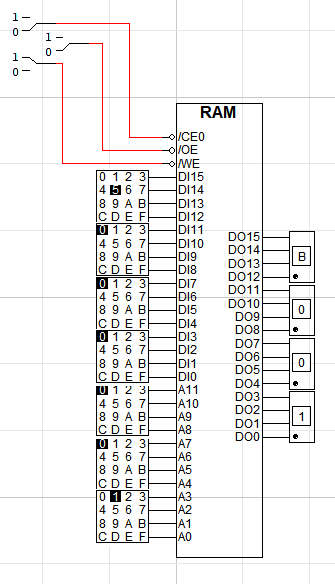 1
0
1
0
1
0
RAM
/CE0
/OE
/WE
0 1 2 3 DI15
4 5 6 7 DI14
8 9 A B DI13
C D E F DI12
0 1 2 3 DI11
4 5 6 7 DI10
8 9 A B DI9
C D E F DI8
0 1 2 3 DI7
4 5 6 7 DI6
8 9 A B DI5
C D E F DI4
0 1 2 3 DI3
4 5 6 7 DI2
8 9 A B DI1
C D E F DI0
0 1 2 3 A11
4 5 6 7 A10
8 9 A B A9
C D E F A8
0 1 2 3 A7
4 5 6 7 A6
8 9 A B A5
C D E F A4
0 1 2 3 A3
4 5 6 7 A2
8 9 A B A1
C D E F A0
DO15
DO14
DO13
DO12
B
DO11
DO10
DO9
DO8
0
DO7
DO6
DO5
DO4
0
DO3
DO2
DO1
DO0
1